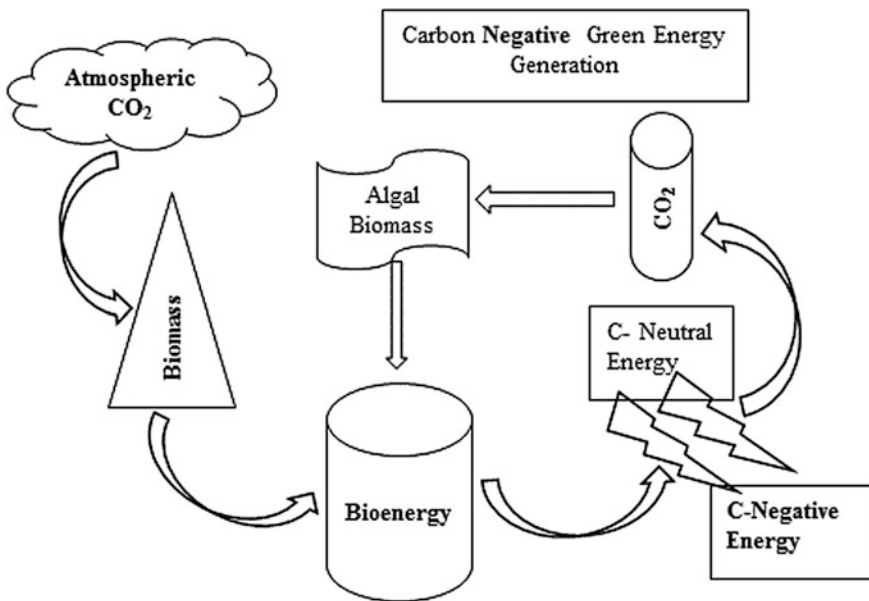 Carbon Negative Green Energy
Generation
Atmospheric
CO₂
Algal
Biomass
CO₂
Biomass
C- Neutral
Energy
Bioenergy
C-Negative
Energy